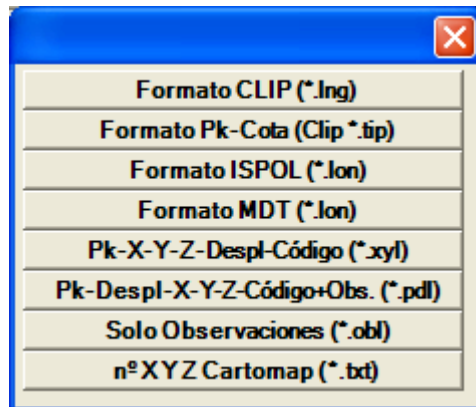 Formato CLIP (*.lng)
Formato Pk-Cota (Clip *.tip)
Formato ISPOL (*.lon)
Formato MDT (*.lon)
Pk-X-Y-Z-Despl-Código (*.xyl)
Pk-Despl-X-Y-Z-Código+Obs. (*.pdl)
Solo Observaciones (*.obl)
nº X Y Z Cartomap (*.txt)